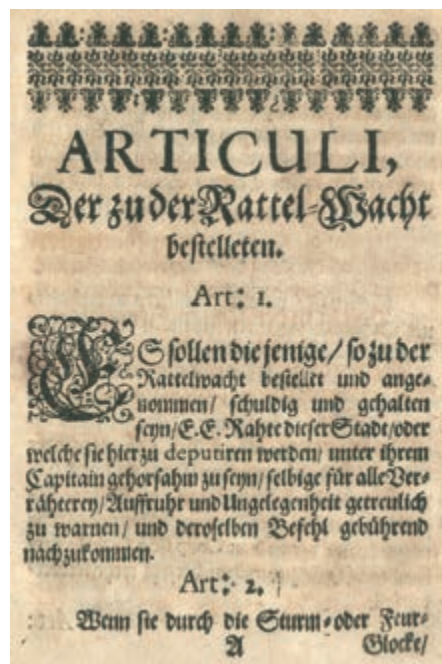 ARTICULI,
Der zu der Rattel-Wacht
bestelleten.
Art: 1.
ES sollen die jenige/ so zu der
Rattelwacht bestellet und ange-
nommen/ schuldig und gehalten
seyn/ E. E. Rahte dieser Stadt/ oder
welche sie hier zu deputiren werden/ unter ihrem
Capitain gehorsahm zu seyn/ selbige für alle Ver-
rähterey/ Auffruhr und Ungelegenheit getreulich
zu warnen/ und deroselben Befehl gebührend
nachzukommen.
Art: 2.
Wenn sie durch die Sturm- oder Feur-
A Glocke/